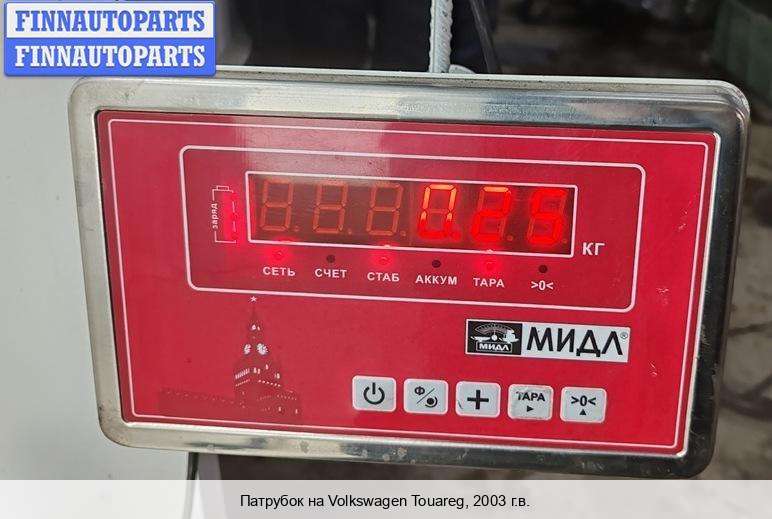 FINNAUTOPARTS
FINNAUTOPARTS
заряд
0.25
КГ
СЕТЬ СЧЕТ СТАБ АККУМ ТАРА >0<
МИДЛ МИДЛ®
Ф ТАРА >0<
Патрубок на Volkswagen Touareg, 2003 г.в.